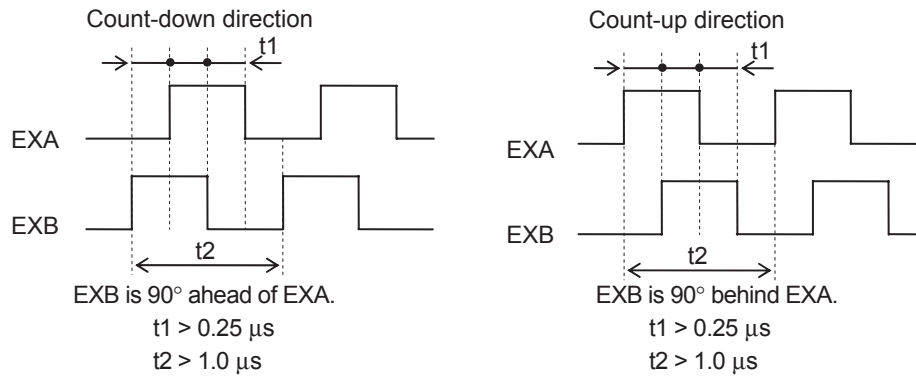 Count-down direction
t1
EXA
EXB
t2
EXB is 90° ahead of EXA.
t1 > 0.25 μs
t2 > 1.0 μs
Count-up direction
t1
EXA
EXB
t2
EXB is 90° behind EXA.
t1 > 0.25 μs
t2 > 1.0 μs